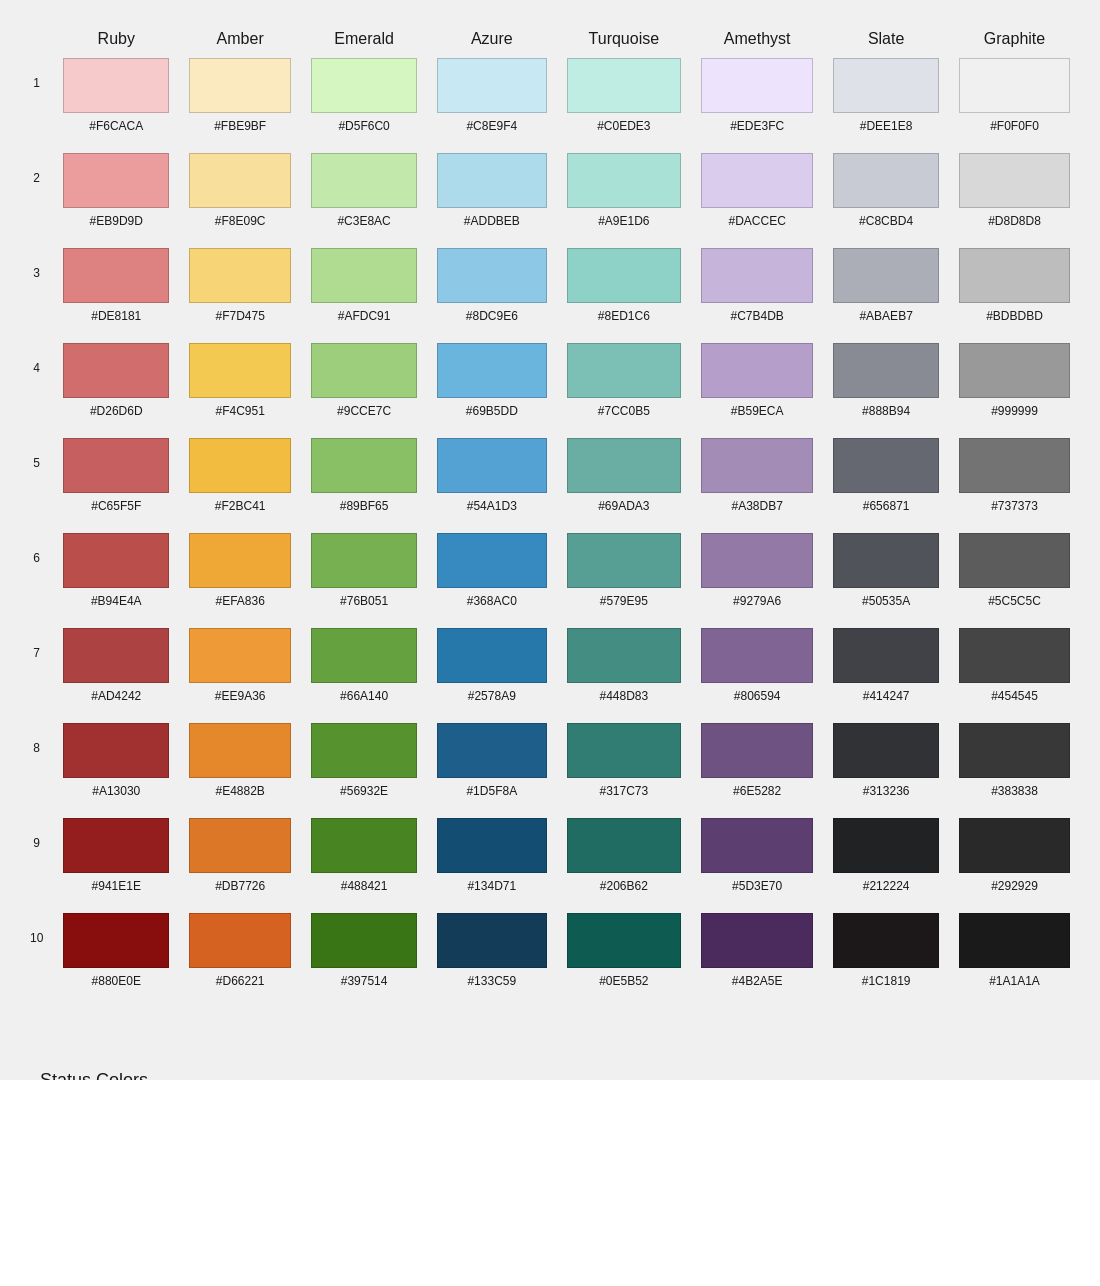 Ruby Amber Emerald Azure Turquoise Amethyst Slate Graphite
1
#F6CACA #FBE9BF #D5F6C0 #C8E9F4 #C0EDE3 #EDE3FC #DEE1E8 #F0F0F0
2
#EB9D9D #F8E09C #C3E8AC #ADDBEB #A9E1D6 #DACCEC #C8CBD4 #D8D8D8
3
#DE8181 #F7D475 #AFDC91 #8DC9E6 #8ED1C6 #C7B4DB #ABAEB7 #BDBDBD
4
#D26D6D #F4C951 #9CCE7C #69B5DD #7CC0B5 #B59ECA #888B94 #999999
5
#C65F5F #F2BC41 #89BF65 #54A1D3 #69ADA3 #A38DB7 #656871 #737373
6
#B94E4A #EFA836 #76B051 #368AC0 #579E95 #9279A6 #50535A #5C5C5C
7
#AD4242 #EE9A36 #66A140 #2578A9 #448D83 #806594 #414247 #454545
8
#A13030 #E4882B #56932E #1D5F8A #317C73 #6E5282 #313236 #383838
9
#941E1E #DB7726 #488421 #134D71 #206B62 #5D3E70 #212224 #292929
10
#880E0E #D66221 #397514 #133C59 #0E5B52 #4B2A5E #1C1819 #1A1A1A
Status Colors